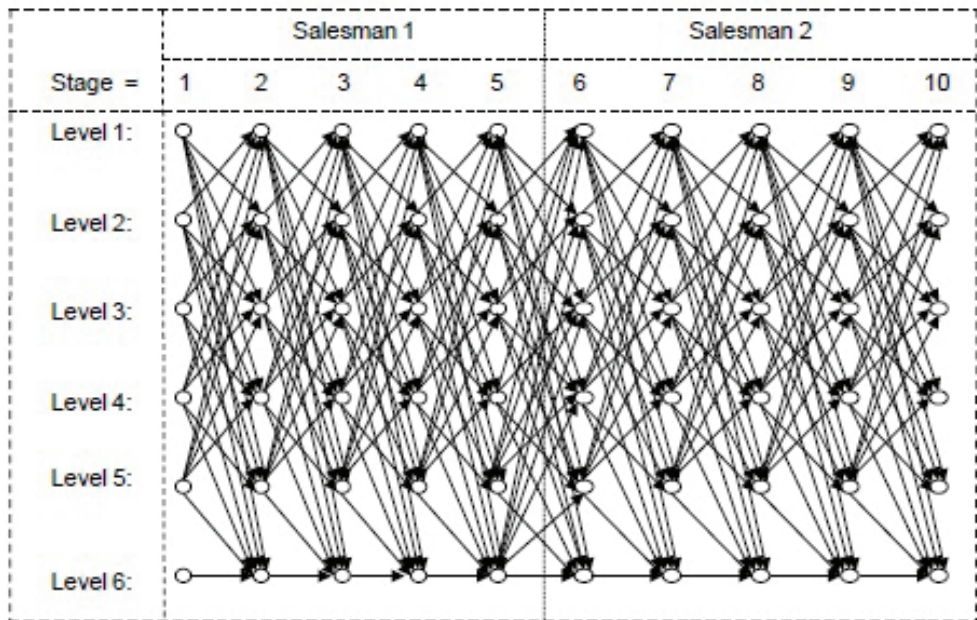 Salesman 1 Salesman 2
Stage = 1 2 3 4 5 6 7 8 9 10
Level 1:
Level 2:
Level 3:
Level 4:
Level 5:
Level 6: